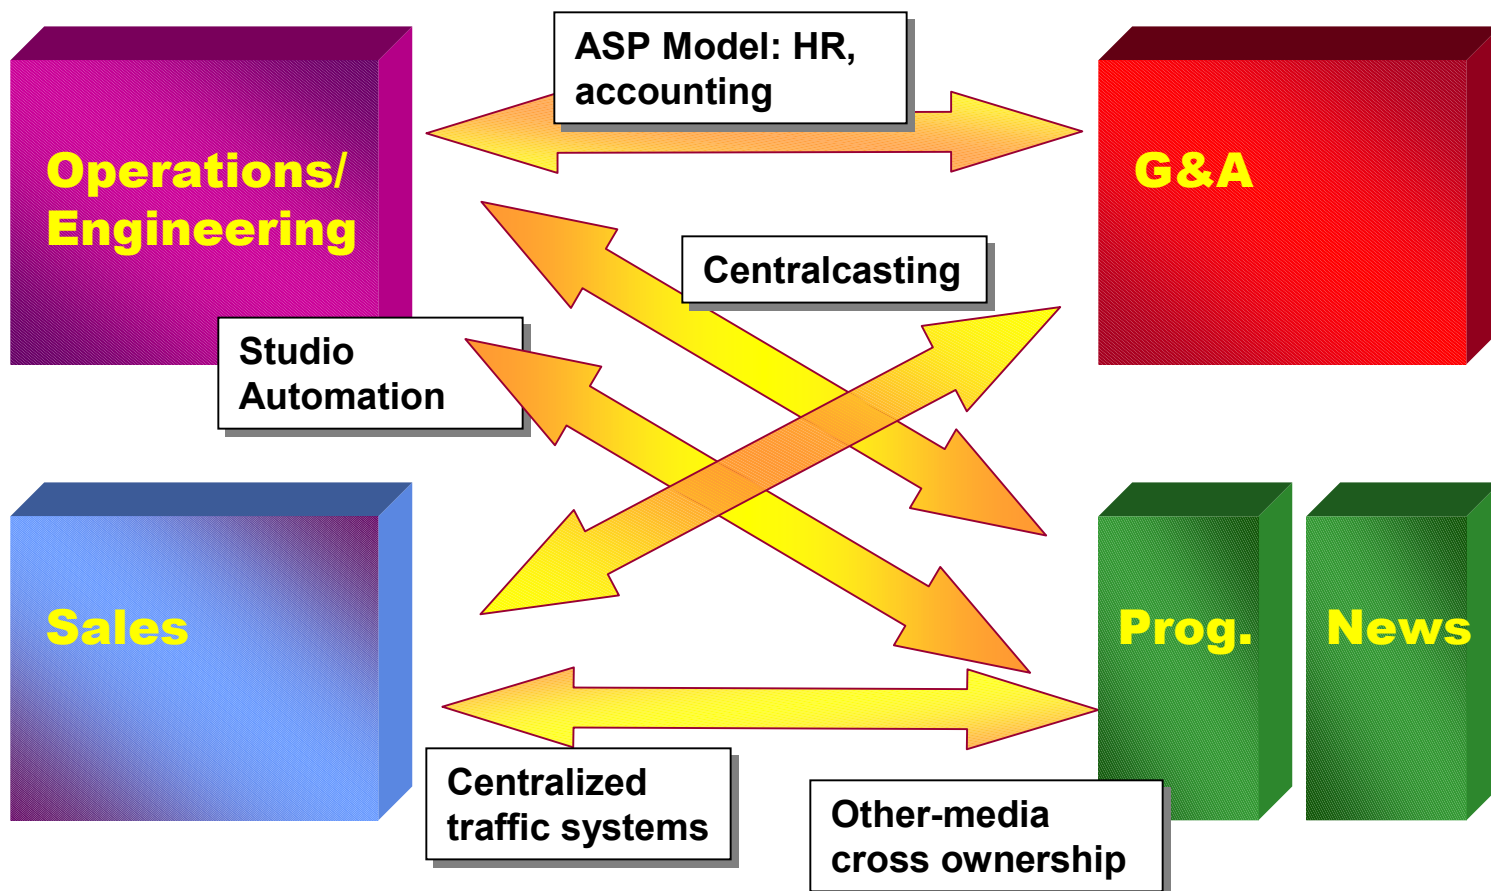 ASP Model: HR,
accounting
Operations/
Engineering
G&A
Centralcasting
Studio
Automation
Sales
Prog.
News
Centralized
traffic systems
Other-media
cross ownership